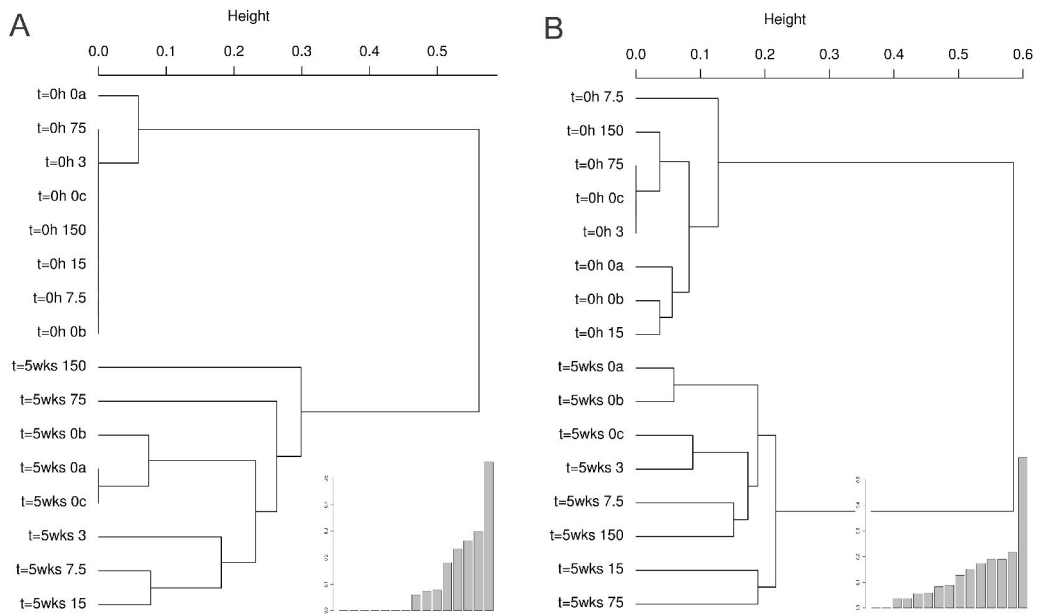 A
Height
0.0 0.1 0.2 0.3 0.4 0.5
t=0h 0a
t=0h 75
t=0h 3
t=0h 0c
t=0h 150
t=0h 15
t=0h 7.5
t=0h 0b
t=5wks 150
t=5wks 75
t=5wks 0b
t=5wks 0a
t=5wks 0c
t=5wks 3
t=5wks 7.5
t=5wks 15
B
Height
0.0 0.1 0.2 0.3 0.4 0.5 0.6
t=0h 7.5
t=0h 150
t=0h 75
t=0h 0c
t=0h 3
t=0h 0a
t=0h 0b
t=0h 15
t=5wks 0a
t=5wks 0b
t=5wks 0c
t=5wks 3
t=5wks 7.5
t=5wks 150
t=5wks 15
t=5wks 75